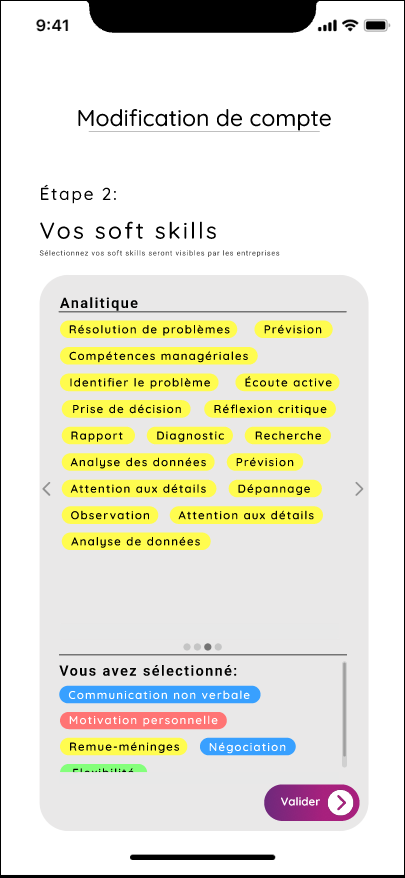 9:41
Modification de compte
Étape 2:
Vos soft skills
Sélectionnez vos soft skills seront visibles par les entreprises
Analitique
Résolution de problèmes Prévision
Compétences managériales
Identifier le problème Écoute active
Prise de décision Réflexion critique
Rapport Diagnostic Recherche
Analyse des données Prévision
Attention aux détails Dépannage
Observation Attention aux détails
Analyse de données
Vous avez sélectionné:
Communication non verbale
Motivation personnelle
Remue-méninges Négociation
Flexibilité
Valider